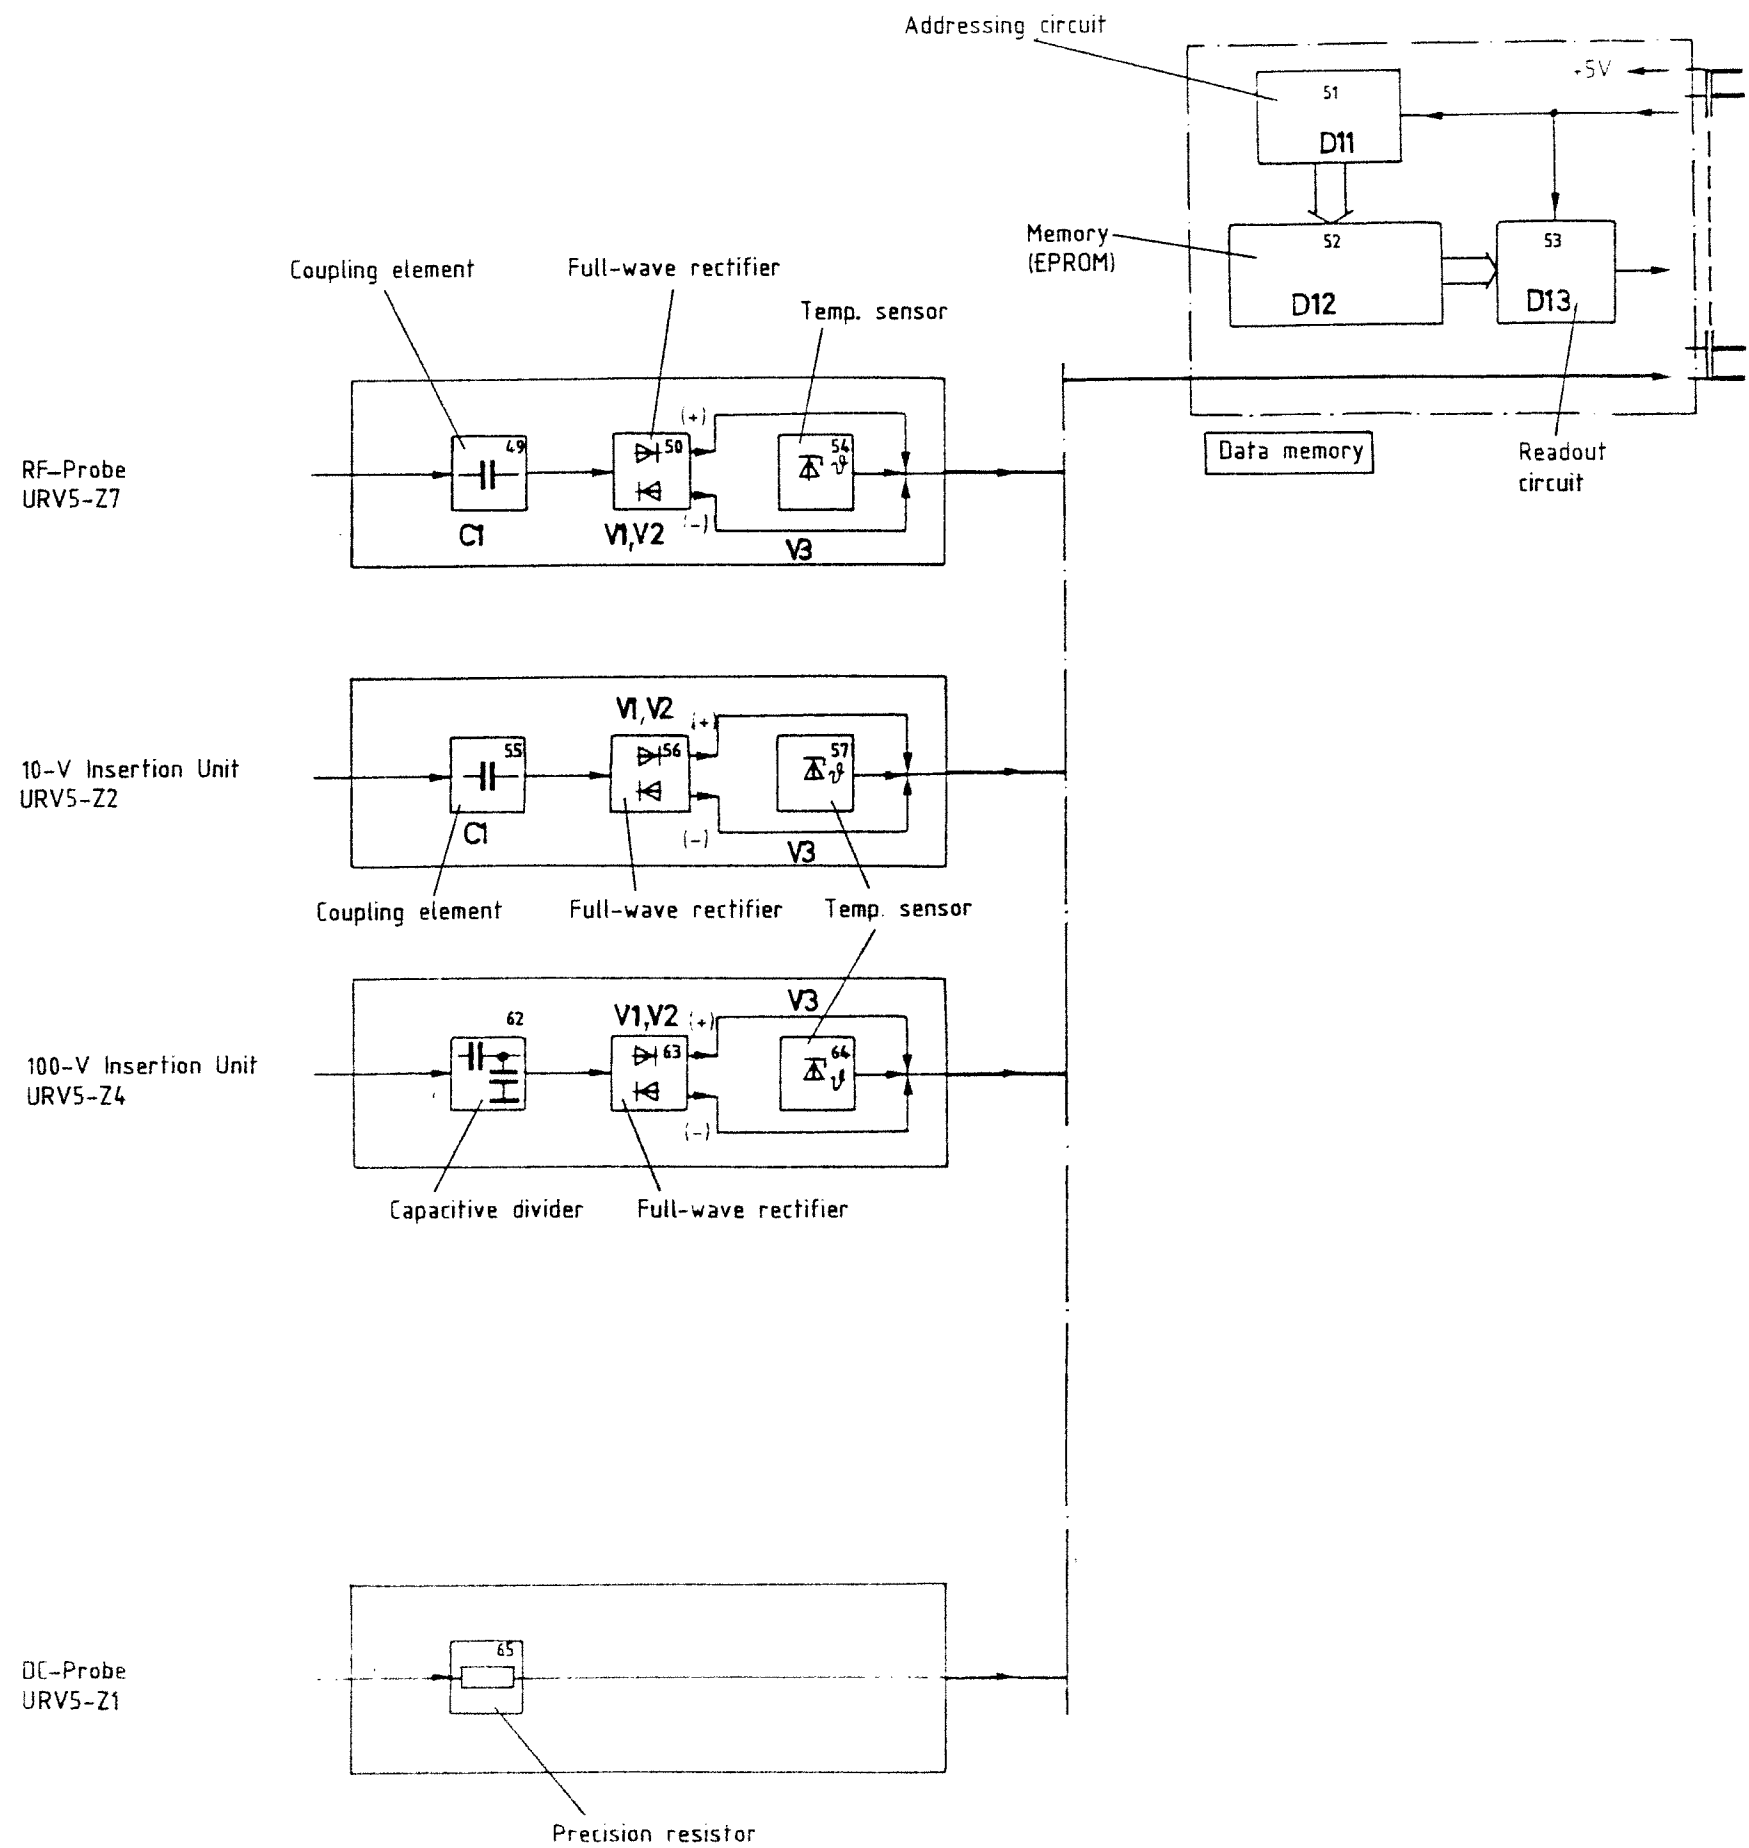 Addressing circuit
+5V
51
D11
Memory
(EPROM)
52
D12
53
D13
Data memory
Readout
circuit
Coupling element
Full-wave rectifier
Temp. sensor
RF-Probe
URV5-Z7
49
C1
50
V1,V2
(+)
(-)
54
ϑ
V3
10-V Insertion Unit
URV5-Z2
55
C1
V1,V2
56
(+)
(-)
57
ϑ
V3
Coupling element
Full-wave rectifier
Temp. sensor
100-V Insertion Unit
URV5-Z4
62
V1,V2
63
(+)
(-)
V3
64
ϑ
Capacitive divider
Full-wave rectifier
DC-Probe
URV5-Z1
65
Precision resistor